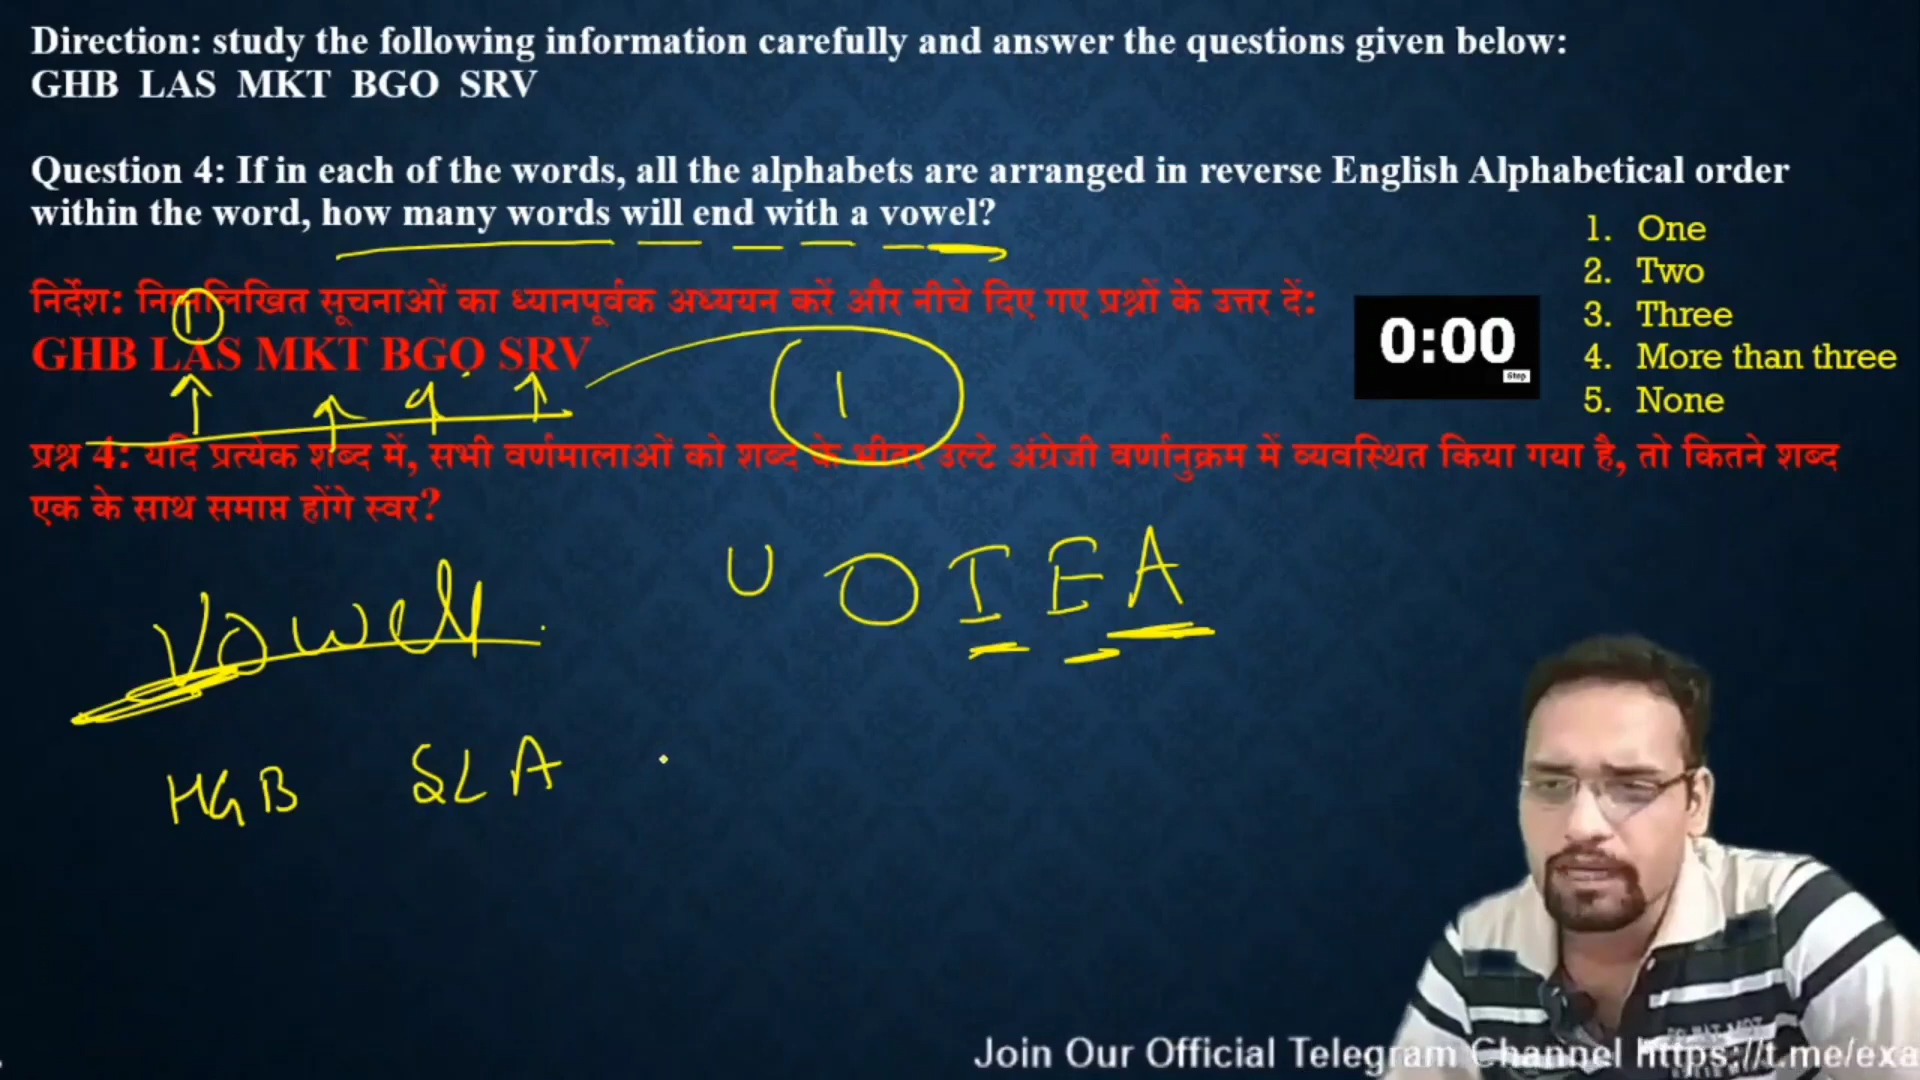 Direction: study the following information carefully and answer the questions given below:
GHB LAS MKT BGO SRV
Question 4: If in each of the words, all the alphabets are arranged in reverse English Alphabetical order
within the word, how many words will end with a vowel?
1. One
2. Two
3. Three
4. More than three
5. None
निर्देश: निम्नलिखित सूचनाओं का ध्यानपूर्वक अध्ययन करें और नीचे दिए गए प्रश्नों के उत्तर दें:
1
0:00
Stop
GHB LAS MKT BGO SRV
1
प्रश्न 4: यदि प्रत्येक शब्द में, सभी वर्णमालाओं को शब्द के भीतर उल्टे अंग्रेजी वर्णानुक्रम में व्यवस्थित किया गया है, तो कितने शब्द
एक के साथ समाप्त होंगे स्वर?
U O I E A
Vowel
HGB SLA
Join Our Official Telegram Channel https://t.me/exa